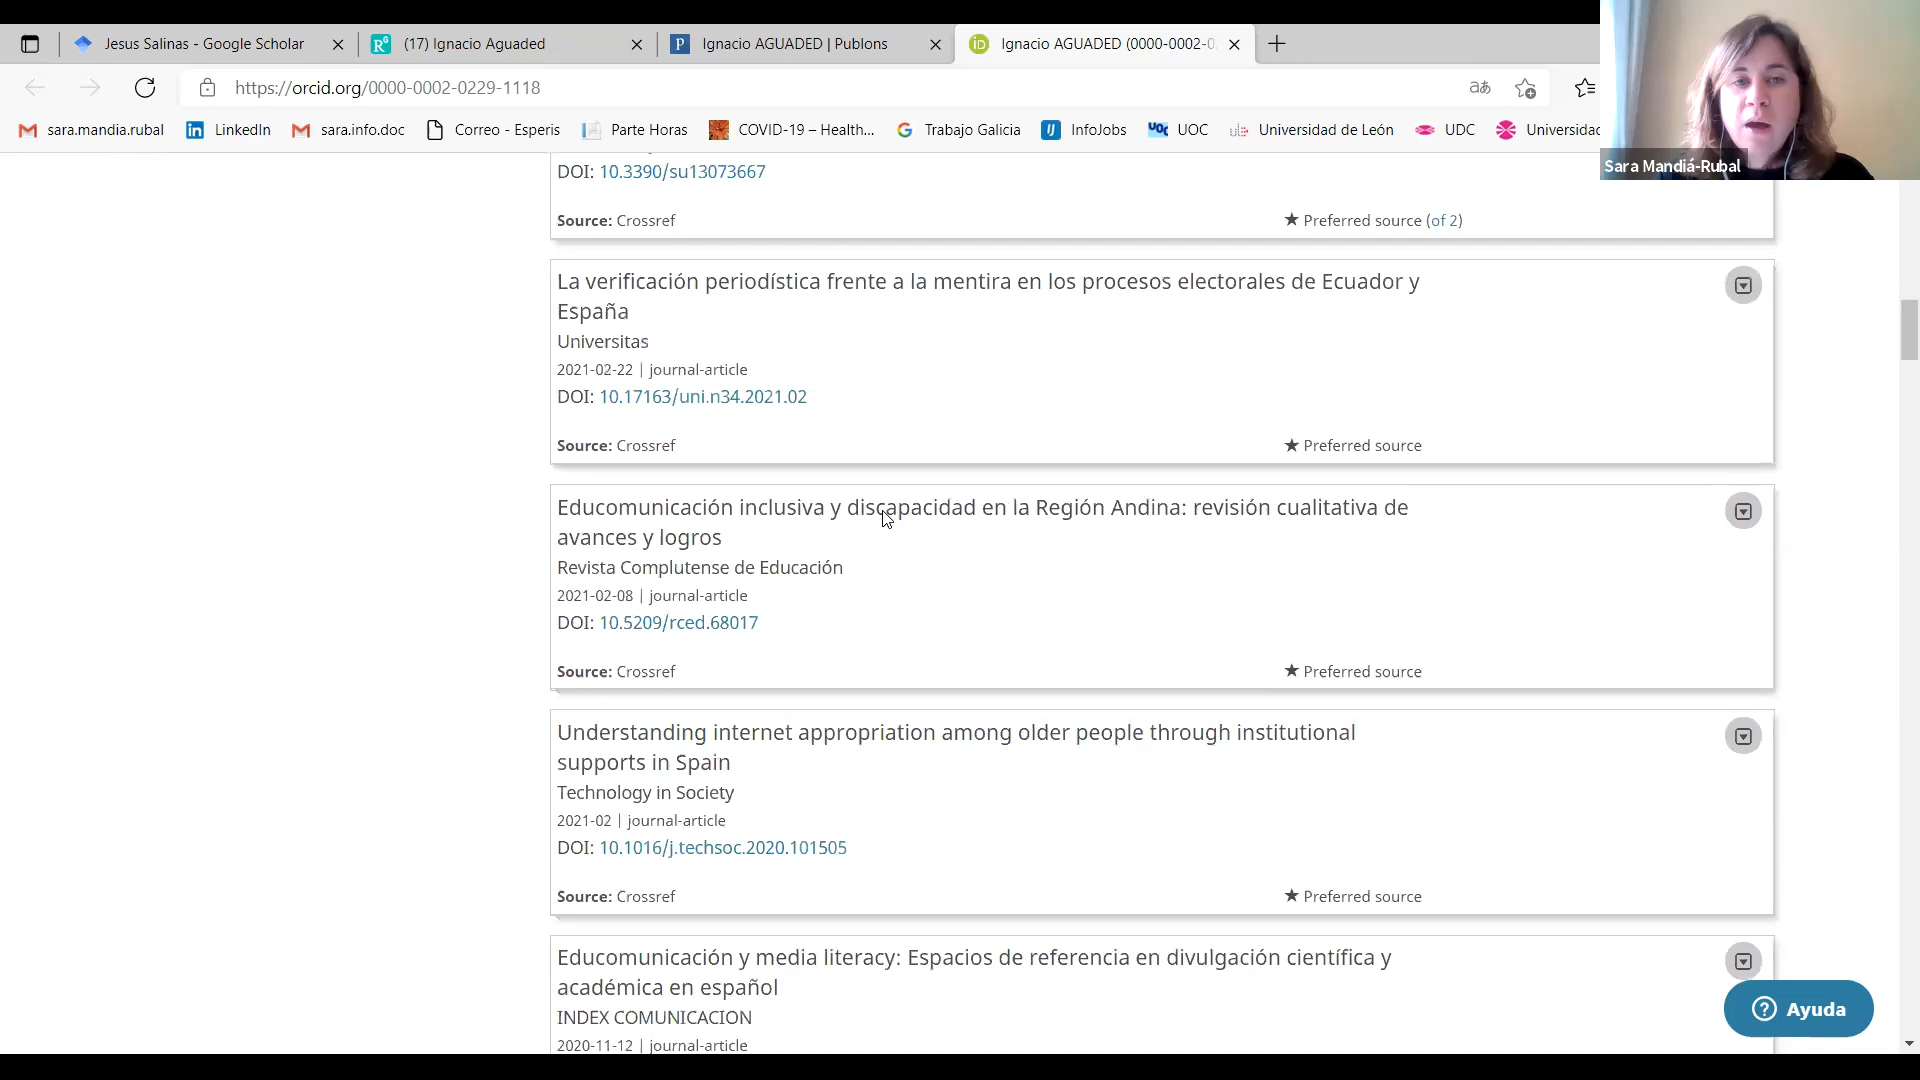 Jesus Salinas - Google Scholar
(17) Ignacio Aguaded
Ignacio AGUADED | Publons
Ignacio AGUADED (0000-0002-0
https://orcid.org/0000-0002-0229-1118
sara.mandia.rubal
LinkedIn
sara.info.doc
Correo - Esperis
Parte Horas
COVID-19 – Health...
Trabajo Galicia
InfoJobs
UOC
Universidad de León
UDC
Universidad
Sara Mandiá-Rubal
DOI: 10.3390/su13073667
Source: Crossref
★ Preferred source (of 2)
La verificación periodística frente a la mentira en los procesos electorales de Ecuador y
España
Universitas
2021-02-22 | journal-article
DOI: 10.17163/uni.n34.2021.02
Source: Crossref
★ Preferred source
Educomunicación inclusiva y discapacidad en la Región Andina: revisión cualitativa de
avances y logros
Revista Complutense de Educación
2021-02-08 | journal-article
DOI: 10.5209/rced.68017
Source: Crossref
★ Preferred source
Understanding internet appropriation among older people through institutional
supports in Spain
Technology in Society
2021-02 | journal-article
DOI: 10.1016/j.techsoc.2020.101505
Source: Crossref
★ Preferred source
Educomunicación y media literacy: Espacios de referencia en divulgación científica y
académica en español
INDEX COMUNICACION
2020-11-12 | journal-article
Ayuda